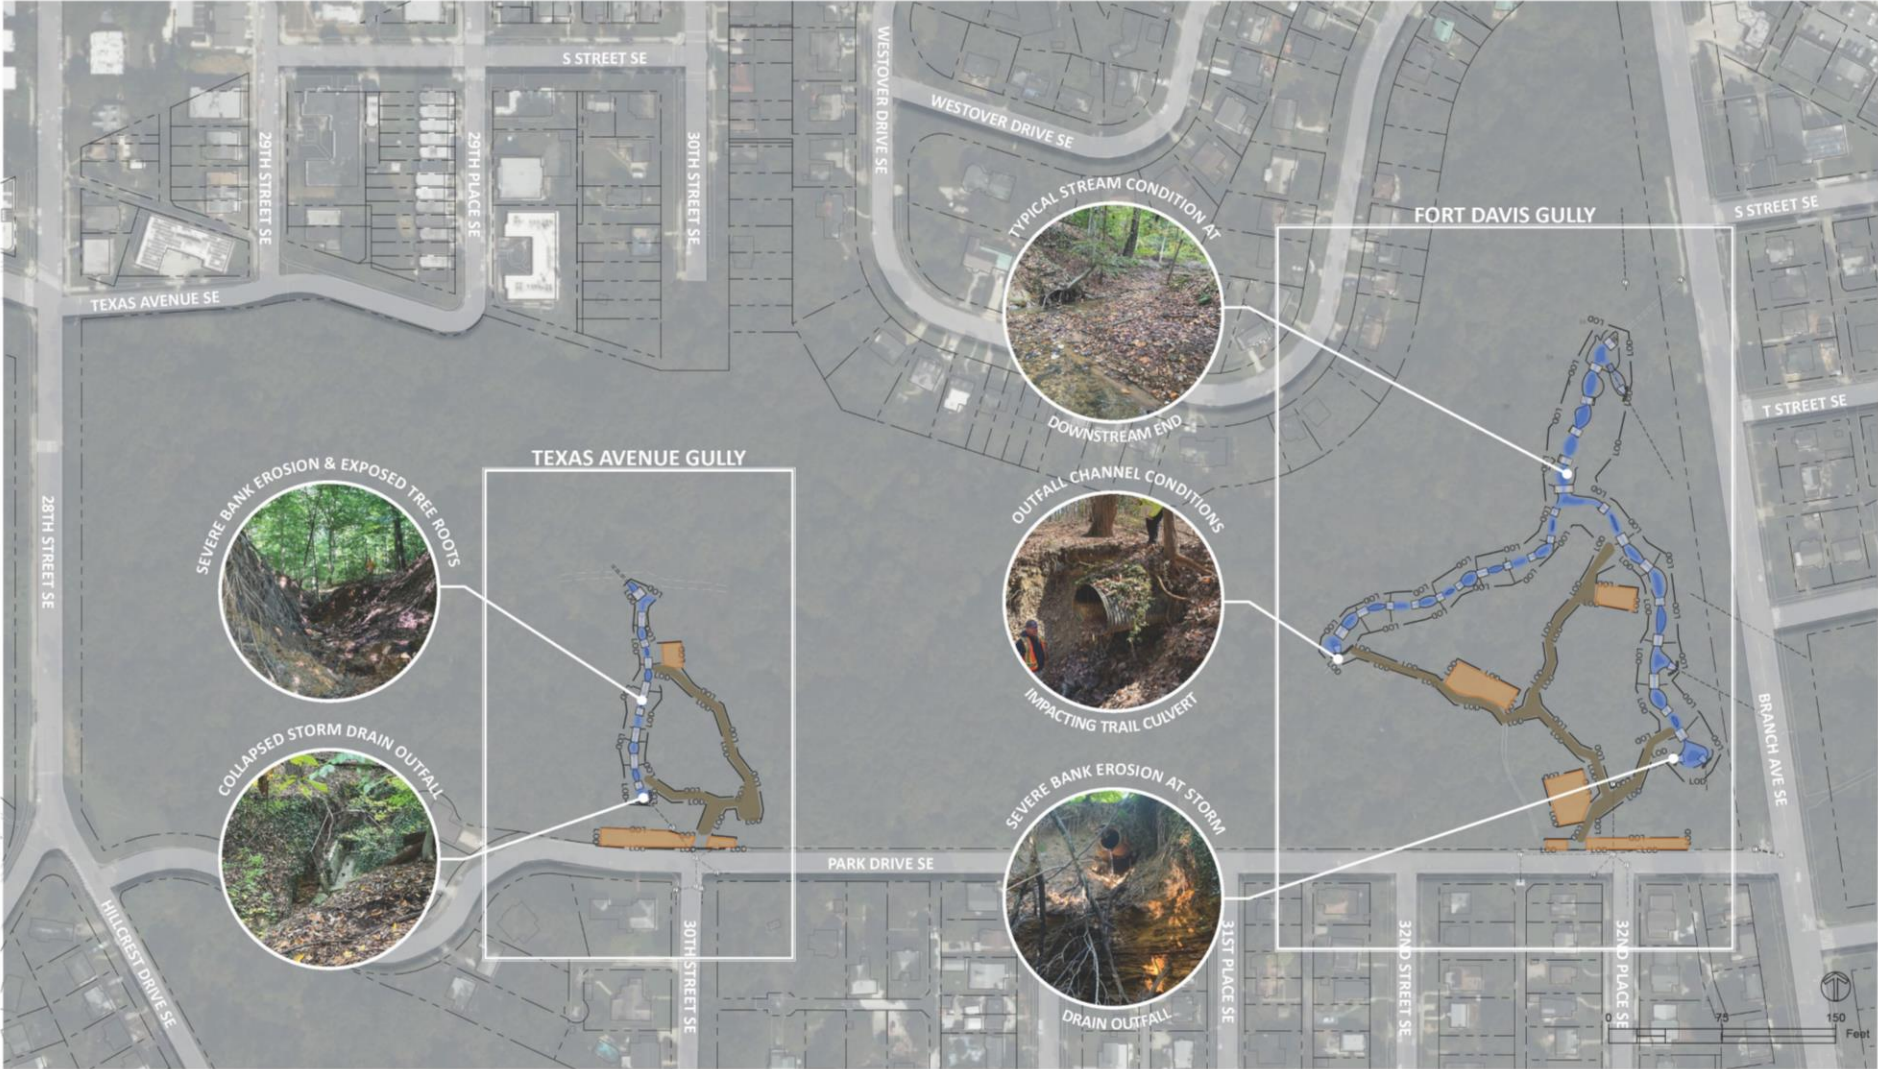 S STREET SE
WESTOVER DRIVE SE
WESTOVER DRIVE SE
29TH STREET SE
29TH PLACE SE
30TH STREET SE
TYPICAL STREAM CONDITION AT
DOWNSTREAM END
FORT DAVIS GULLY
S STREET SE
TEXAS AVENUE SE
T STREET SE
TEXAS AVENUE GULLY
SEVERE BANK EROSION & EXPOSED TREE ROOTS
OUTFALL CHANNEL CONDITIONS
IMPACTING TRAIL CULVERT
28TH STREET SE
COLLAPSED STORM DRAIN OUTFALL
SEVERE BANK EROSION AT STORM
DRAIN OUTFALL
BRANCH AVE SE
PARK DRIVE SE
HILLCREST DRIVE SE
30TH STREET SE
31ST PLACE SE
32ND STREET SE
32ND PLACE SE
LOD
0 75 150
Feet